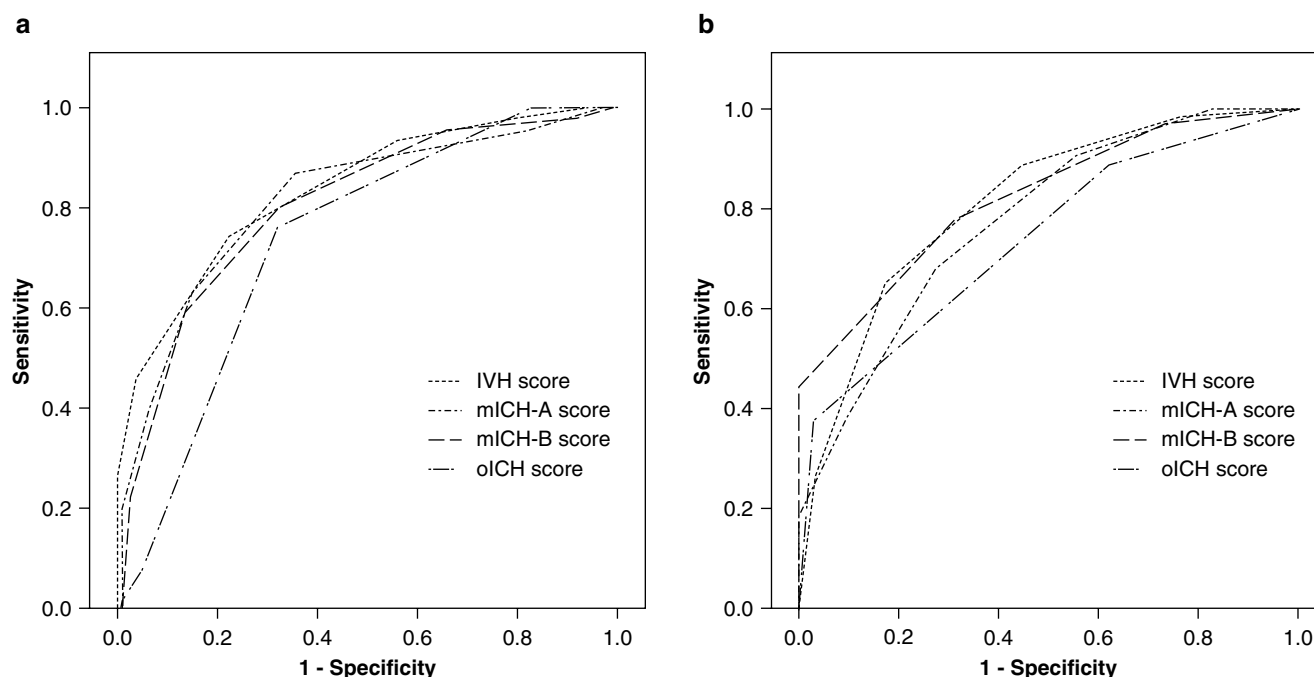 a
1.0
0.8
0.6
0.4
0.2
0.0
Sensitivity
IVH score
mICH-A score
mICH-B score
oICH score
0.0 0.2 0.4 0.6 0.8 1.0
1 - Specificity
b
1.0
0.8
0.6
0.4
0.2
0.0
Sensitivity
IVH score
mICH-A score
mICH-B score
oICH score
0.0 0.2 0.4 0.6 0.8 1.0
1 - Specificity